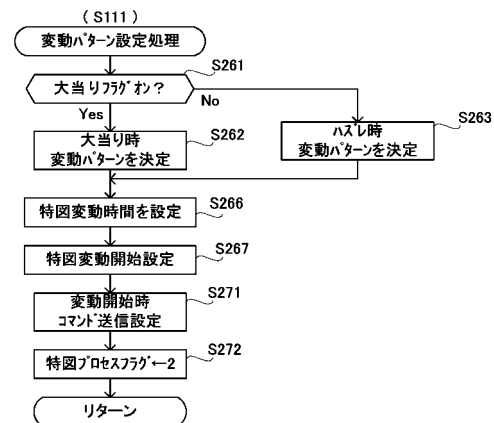 ( S111 )
変動ﾊﾟﾀｰﾝ設定処理
S261
大当りﾌﾗｸﾞｵﾝ？
No
Yes
S262
大当り時
変動ﾊﾟﾀｰﾝを決定
S263
ﾊｽﾞﾚ時
変動ﾊﾟﾀｰﾝを決定
S266
特図変動時間を設定
S267
特図変動開始設定
S271
変動開始時
ｺﾏﾝﾄﾞ送信設定
S272
特図ﾌﾟﾛｾｽﾌﾗｸﾞ←2
リターン